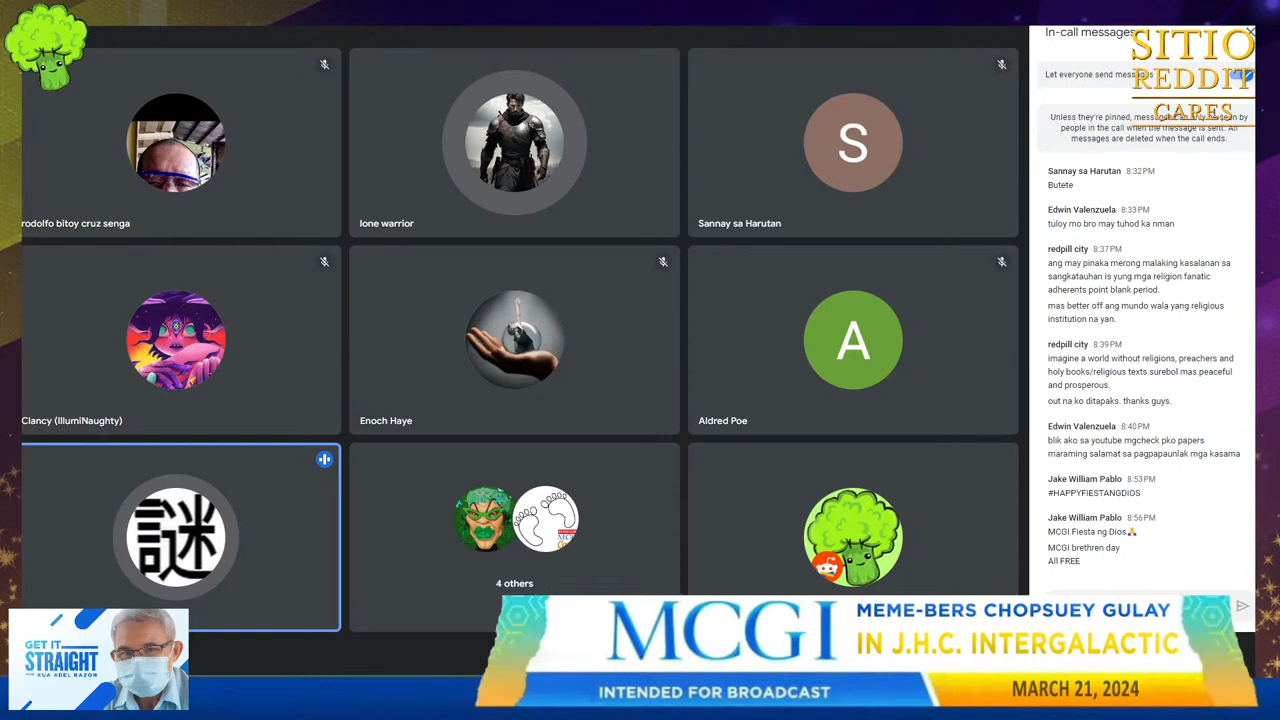 In-call messages
SITIO
REDDIT
CARES
Let everyone send messages
Unless they're pinned, messages can only be seen by
people in the call when the message is sent. All
messages are deleted when the call ends.
Sannay sa Harutan 8:32 PM
Butete
Edwin Valenzuela 8:33 PM
tuloy mo bro may tuhod ka nman
redpill city 8:37 PM
ang may pinaka merong malaking kasalanan sa
sangkatauhan is yung mga religion fanatic
adherents point blank period.
mas better off ang mundo wala yang religious
institution na yan.
redpill city 8:39 PM
imagine a world without religions, preachers and
holy books/religious texts surebol mas peaceful
and prosperous.
out na ko ditapaks. thanks guys.
Edwin Valenzuela 8:40 PM
blik ako sa youtube mgcheck pko papers
maraming salamat sa pagpapaunlak mga kasama
Jake William Pablo 8:53 PM
#HAPPYFIESTANGDIOS
Jake William Pablo 8:56 PM
MCGI Fiesta ng Dios🙏
MCGI brethren day
All FREE
rodolfo bitoy cruz senga
lone warrior
S
Sannay sa Harutan
Clancy (IllumiNaughty)
Enoch Haye
A
Aldred Poe
謎
4 others
GET IT
STRAIGHT
WITH KUA ADEL RAZON
MCGI
MEME-BERS CHOPSUEY GULAY
IN J.H.C. INTERGALACTIC
INTENDED FOR BROADCAST
MARCH 21, 2024